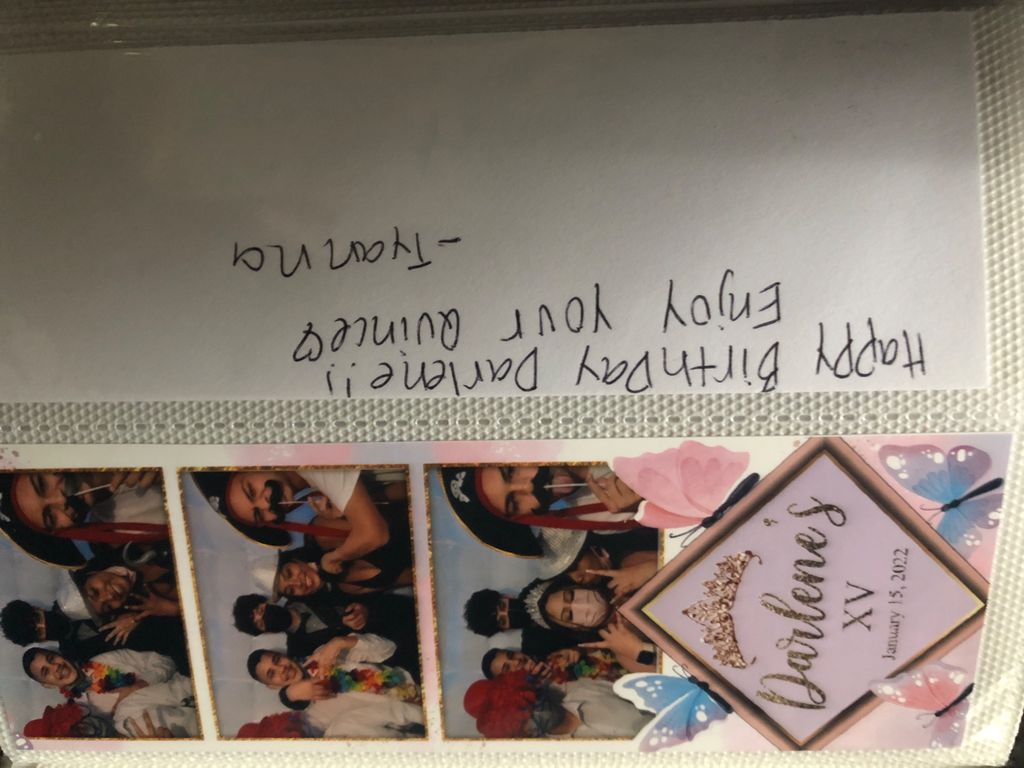 Happy BirthDay Darlene!!
Enjoy your Quince♡
-Tyanna
Darlene's
XV
January 15, 2022